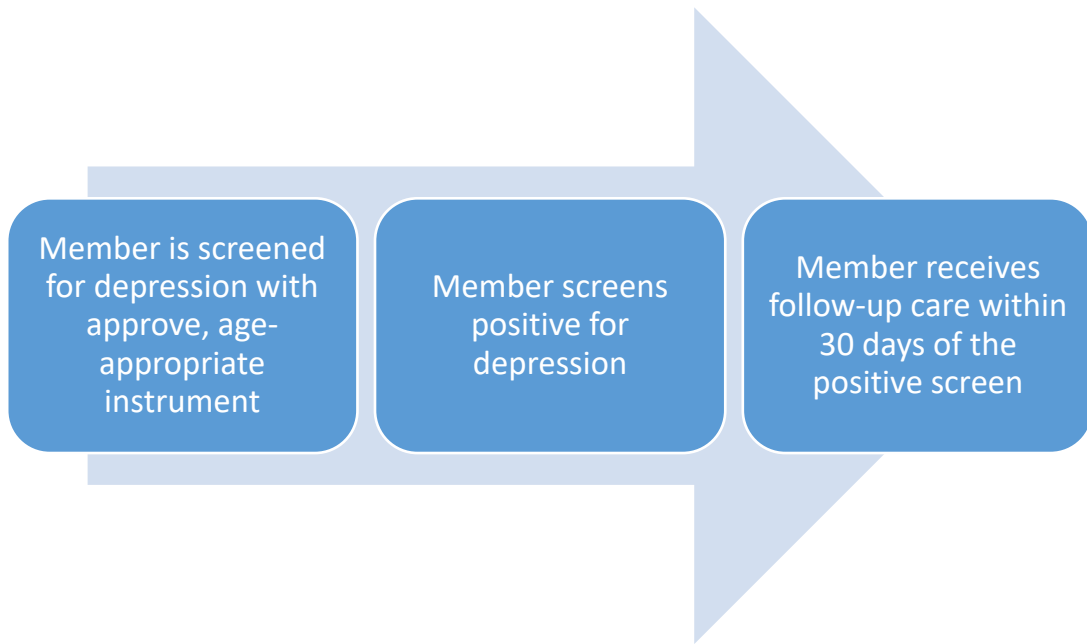 Member is screened
for depression with
approve, age-
appropriate
instrument
Member screens
positive for
depression
Member receives
follow-up care within
30 days of the
positive screen